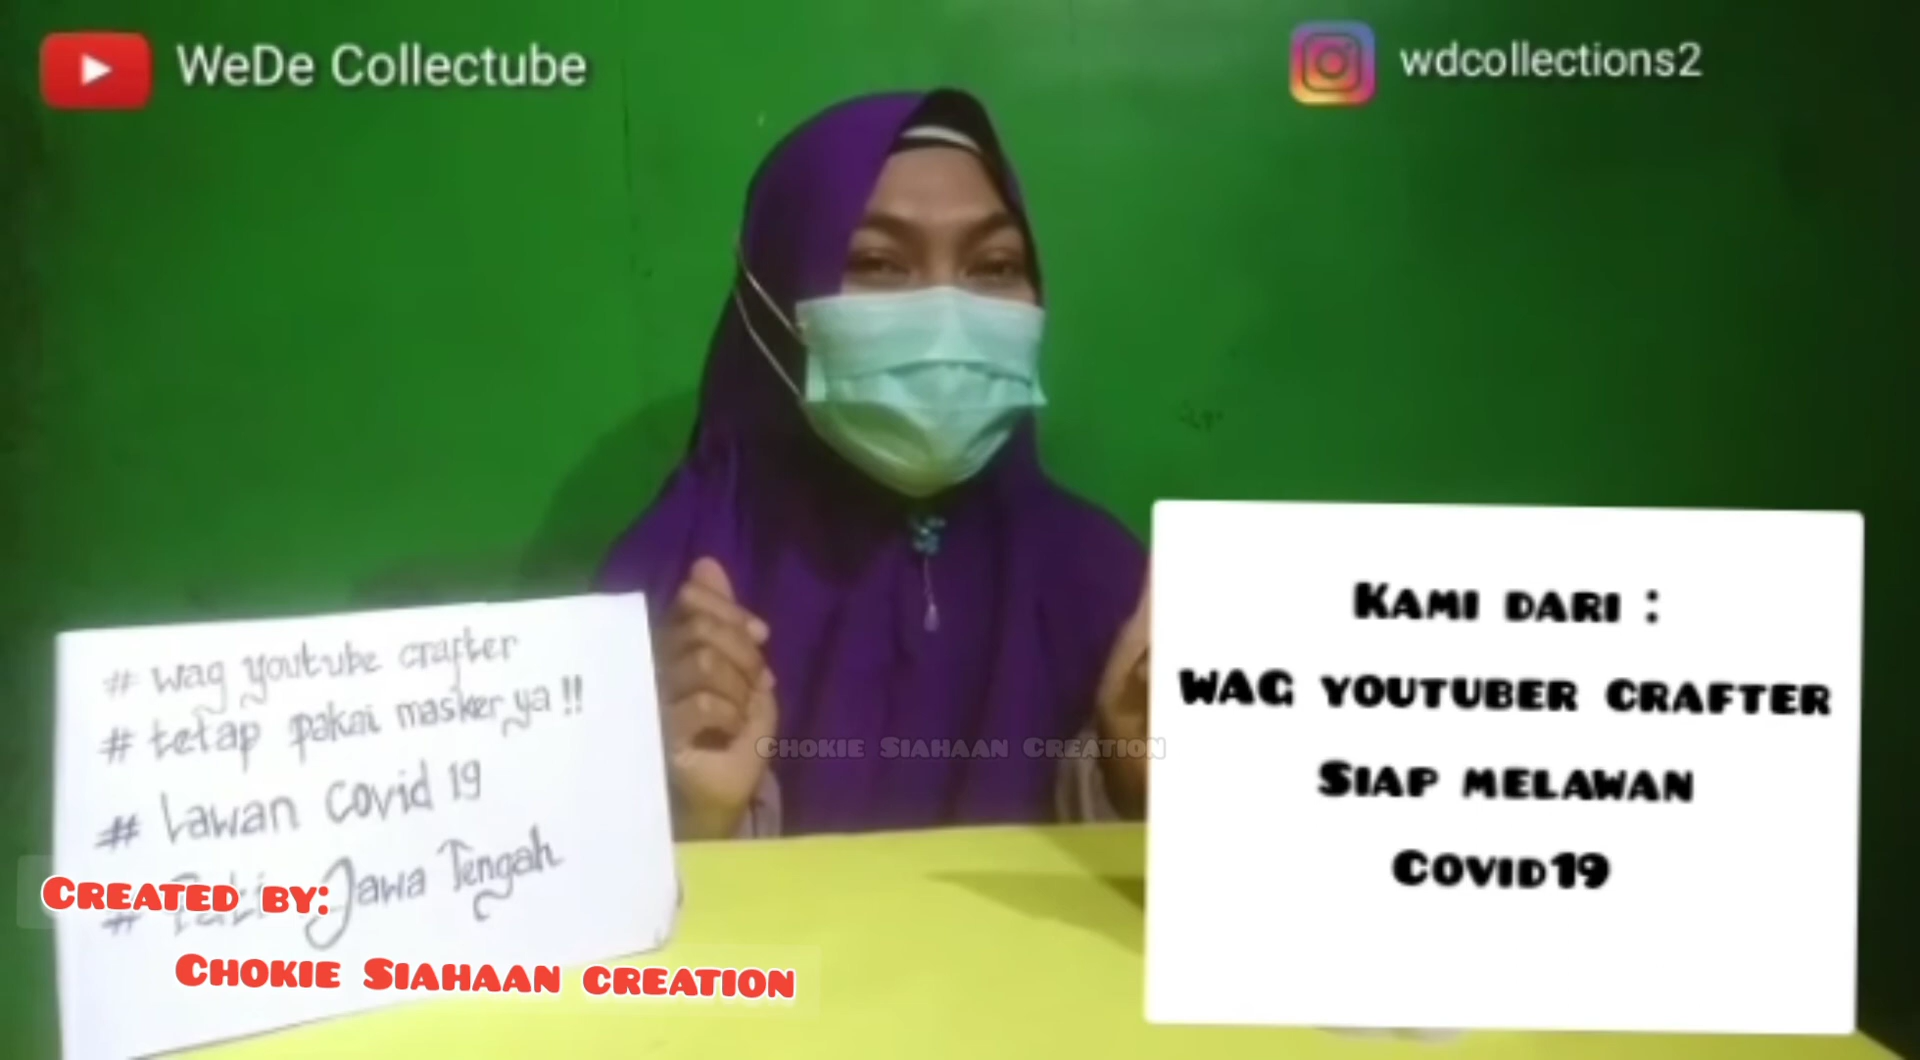 WeDe Collectube
wdcollections2
# wag youtube crafter
# tetap pakai masker ya !!
# Lawan Covid 19
# Jawa Tengah
Kami dari :
WAG youtuber crafter
Siap melawan
Covid19
Chokie Siahaan Creation
Created by:
Chokie Siahaan creation